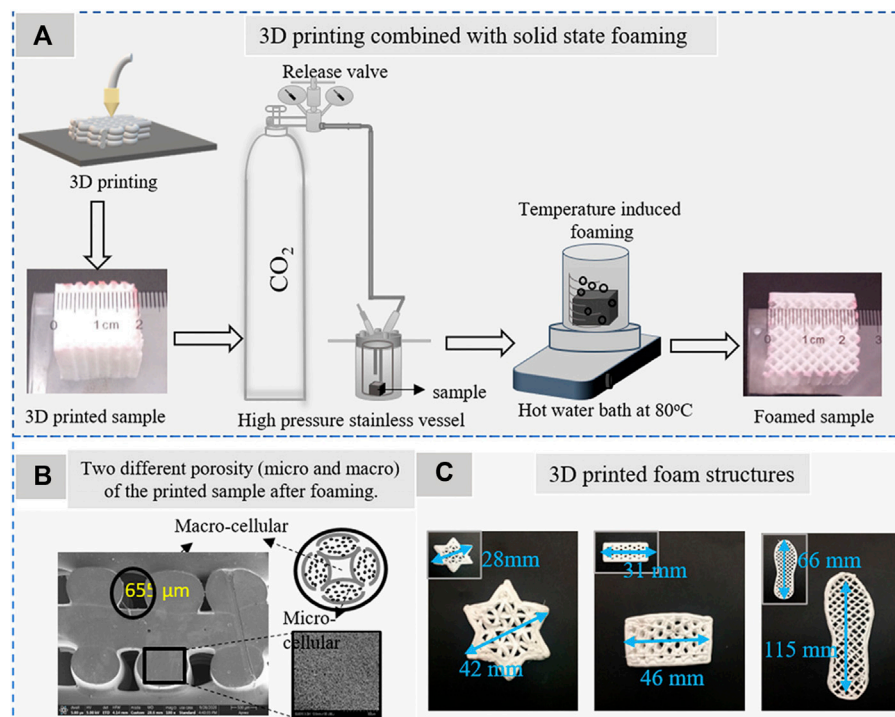 A
3D printing combined with solid state foaming
Release valve
3D printing
CO2
Temperature induced
foaming
0 1cm 2
sample
0 1cm 2 3
3D printed sample
High pressure stainless vessel
Hot water bath at 80°C
Foamed sample
B
Two different porosity (micro and macro)
of the printed sample after foaming.
Macro-cellular
655 µm
Micro-
cellular
C
3D printed foam structures
28mm
42 mm
31 mm
46 mm
66 mm
115 mm